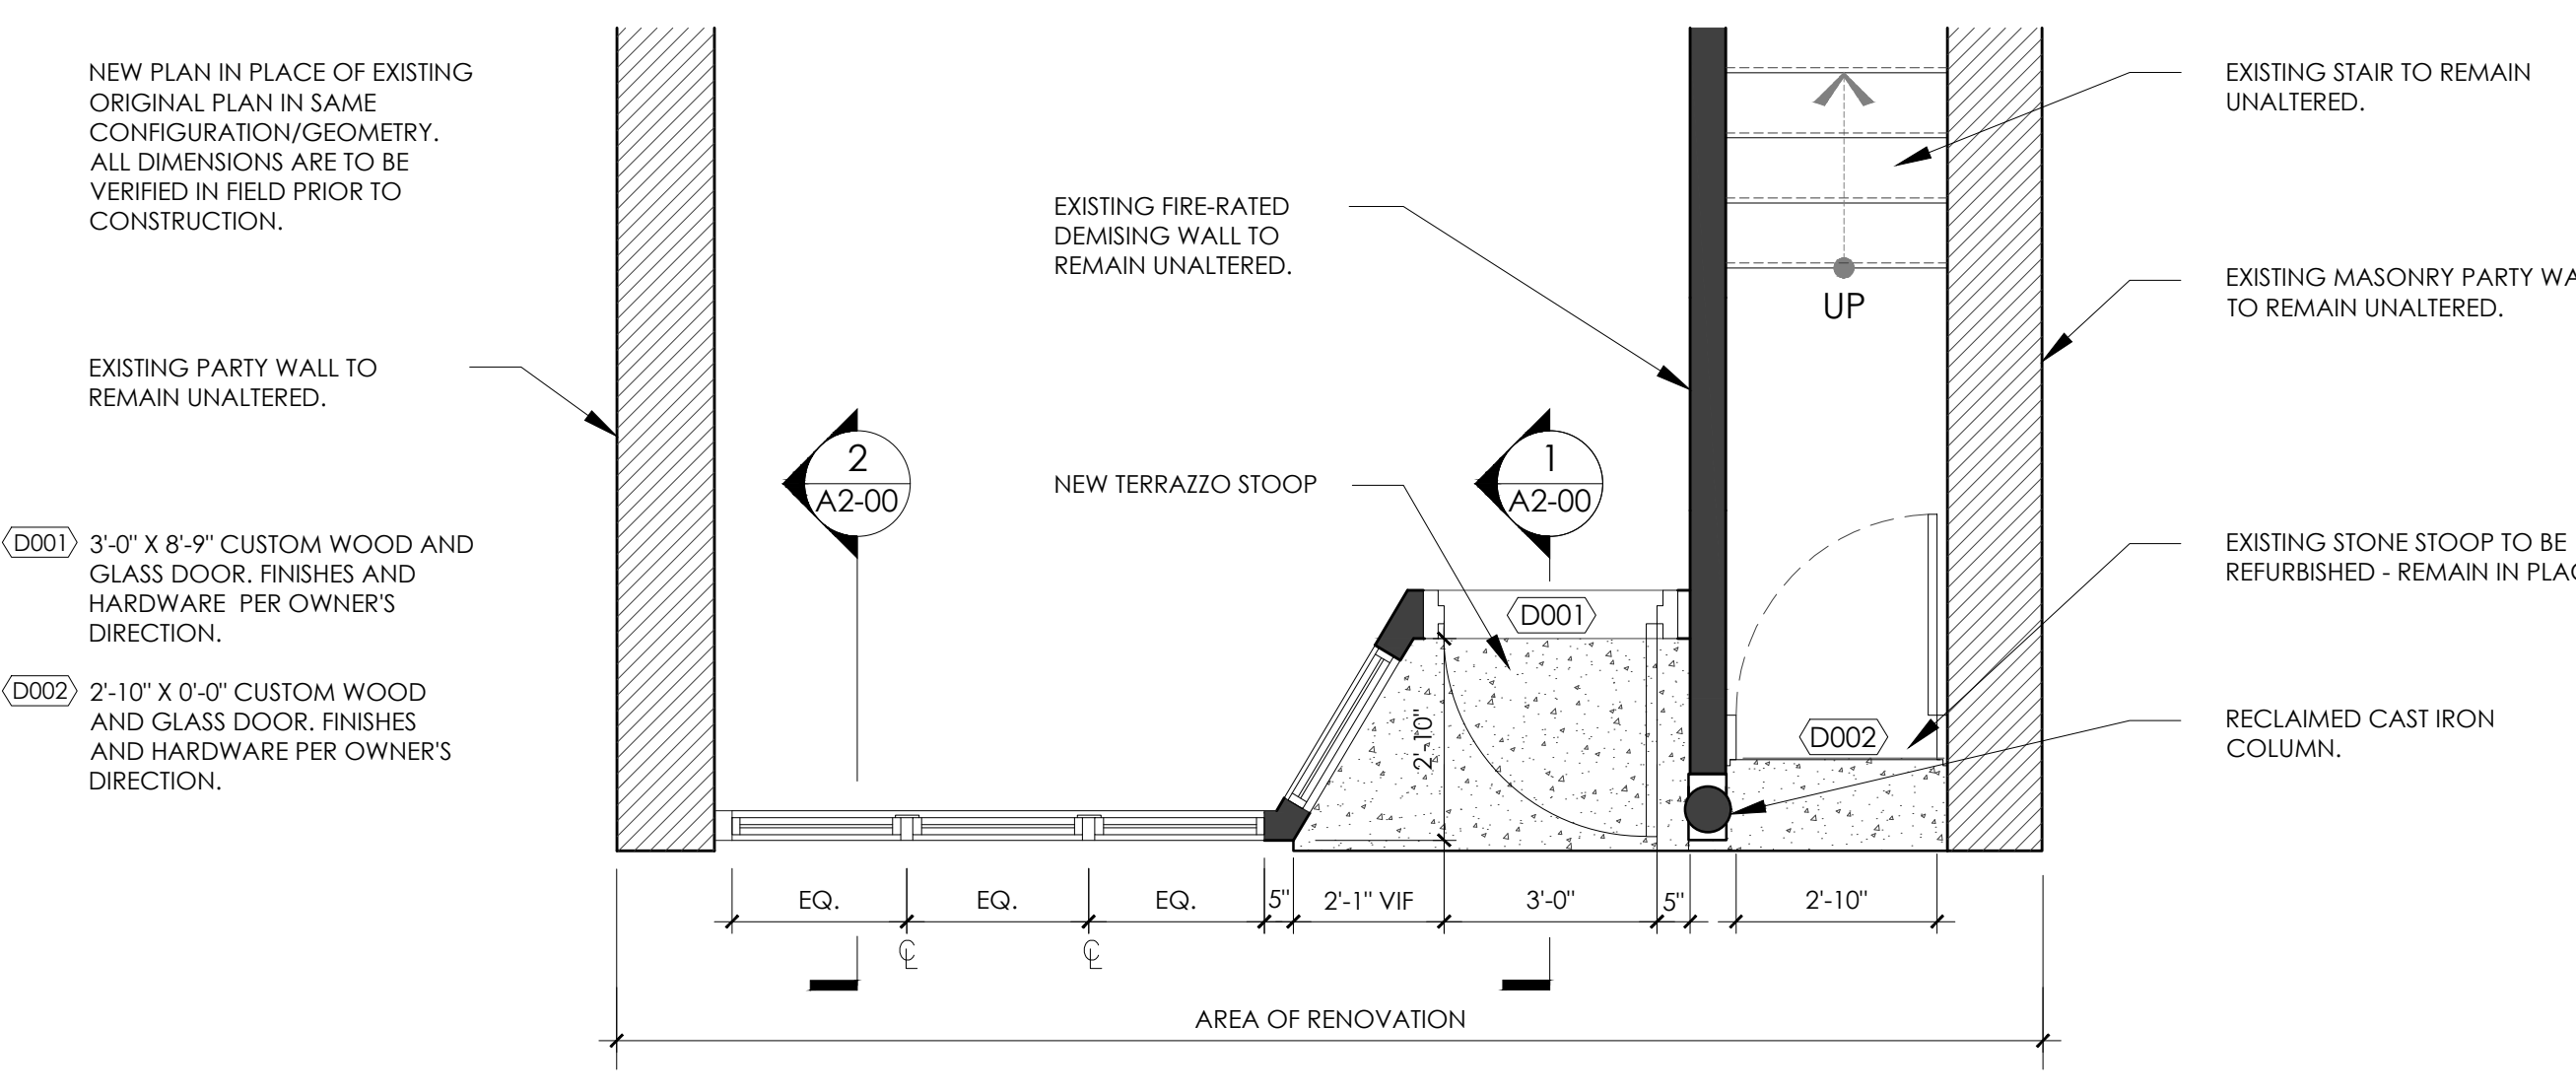 NEW PLAN IN PLACE OF EXISTING
ORIGINAL PLAN IN SAME
CONFIGURATION/GEOMETRY.
ALL DIMENSIONS ARE TO BE
VERIFIED IN FIELD PRIOR TO
CONSTRUCTION.
EXISTING PARTY WALL TO
REMAIN UNALTERED.
D001 3'-0" X 8'-9" CUSTOM WOOD AND
GLASS DOOR. FINISHES AND
HARDWARE PER OWNER'S
DIRECTION.
D002 2'-10" X 0'-0" CUSTOM WOOD
AND GLASS DOOR. FINISHES
AND HARDWARE PER OWNER'S
DIRECTION.
EXISTING FIRE-RATED
DEMISING WALL TO
REMAIN UNALTERED.
2
A2-00
NEW TERRAZZO STOOP
1
A2-00
UP
D001
D002
2'-10"
EXISTING STAIR TO REMAIN
UNALTERED.
EXISTING MASONRY PARTY WA
TO REMAIN UNALTERED.
EXISTING STONE STOOP TO BE
REFURBISHED - REMAIN IN PLAC
RECLAIMED CAST IRON
COLUMN.
EQ. EQ. EQ. 5" 2'-1" VIF 3'-0" 5" 2'-10"
℄ ℄
AREA OF RENOVATION